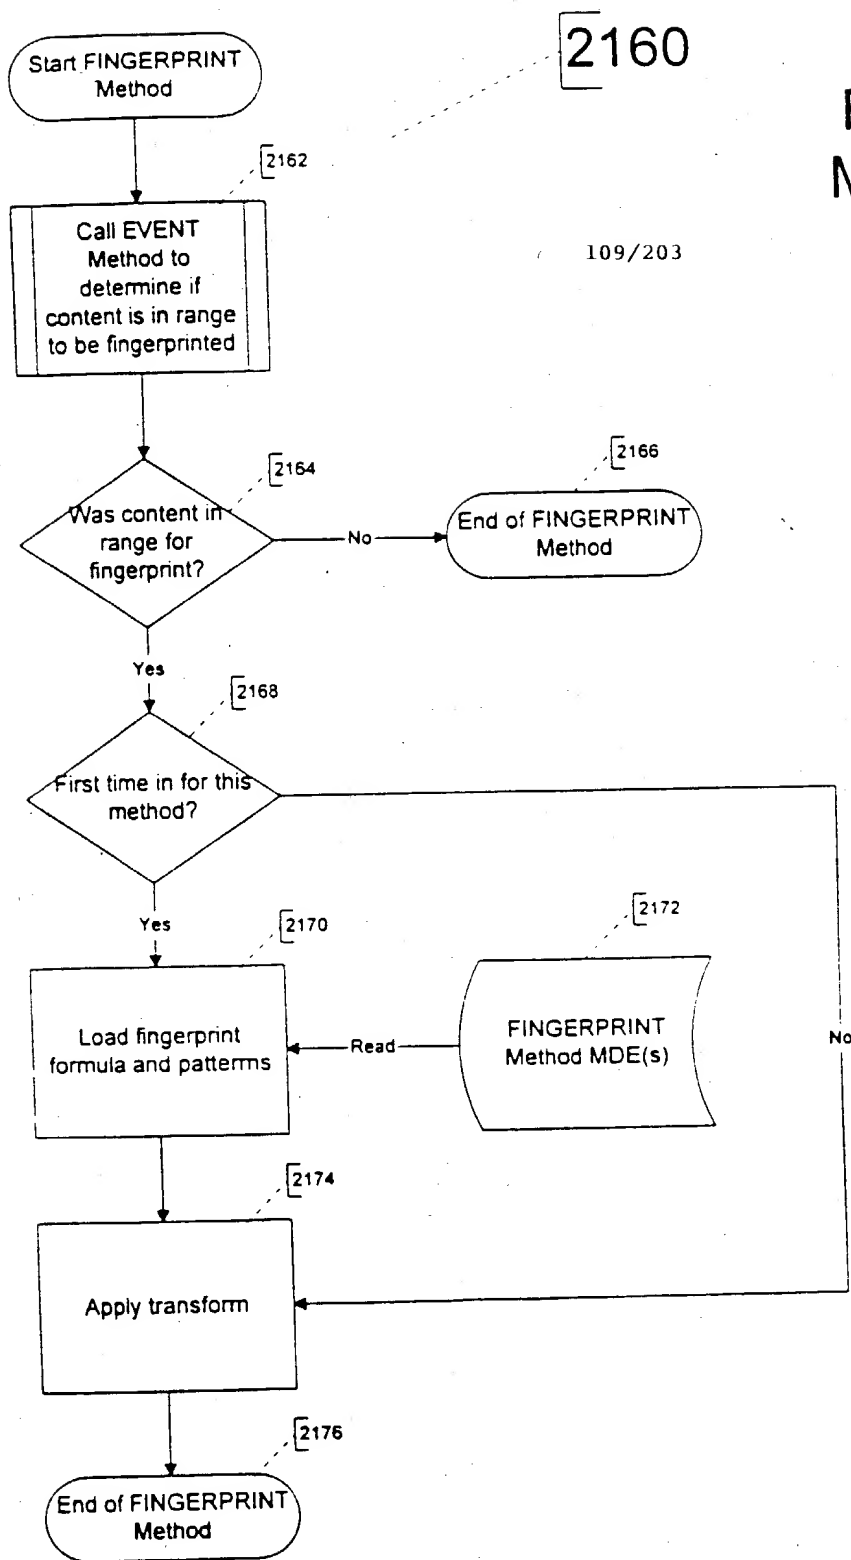 2160
Start FINGERPRINT
Method
2162
Call EVENT
Method to
determine if
content is in range
to be fingerprinted
109/203
2164
Was content in
range for
fingerprint?
No
2166
End of FINGERPRINT
Method
Yes
2168
First time in for this
method?
Yes
2170
Load fingerprint
formula and patterns
Read
2172
FINGERPRINT
Method MDE(s)
No
2174
Apply transform
2176
End of FINGERPRINT
Method